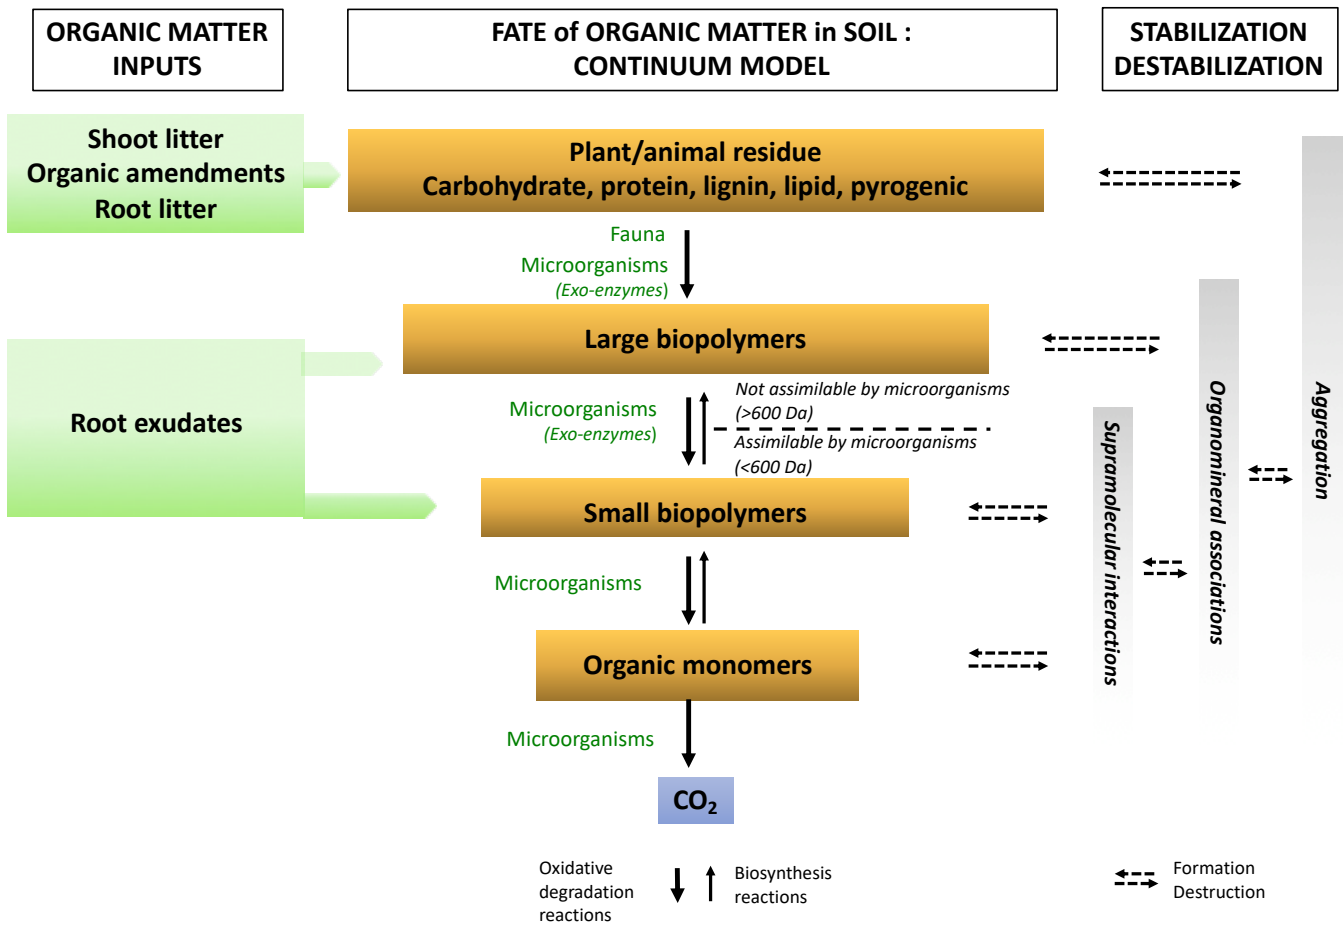 ORGANIC MATTER
INPUTS
FATE of ORGANIC MATTER in SOIL :
CONTINUUM MODEL
STABILIZATION
DESTABILIZATION
Shoot litter
Organic amendments
Root litter
Plant/animal residue
Carbohydrate, protein, lignin, lipid, pyrogenic
Fauna
Microorganisms
(Exo-enzymes)
Large biopolymers
Root exudates
Microorganisms
(Exo-enzymes)
Not assimilable by microorganisms
(>600 Da)
Assimilable by microorganisms
(<600 Da)
Small biopolymers
Microorganisms
Organic monomers
Microorganisms
CO₂
Supramolecular interactions
Organomineral associations
Aggregation
Oxidative
degradation
reactions
Biosynthesis
reactions
Formation
Destruction